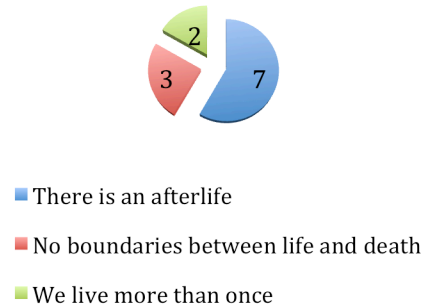 2
3
7
There is an afterlife
No boundaries between life and death
We live more than once